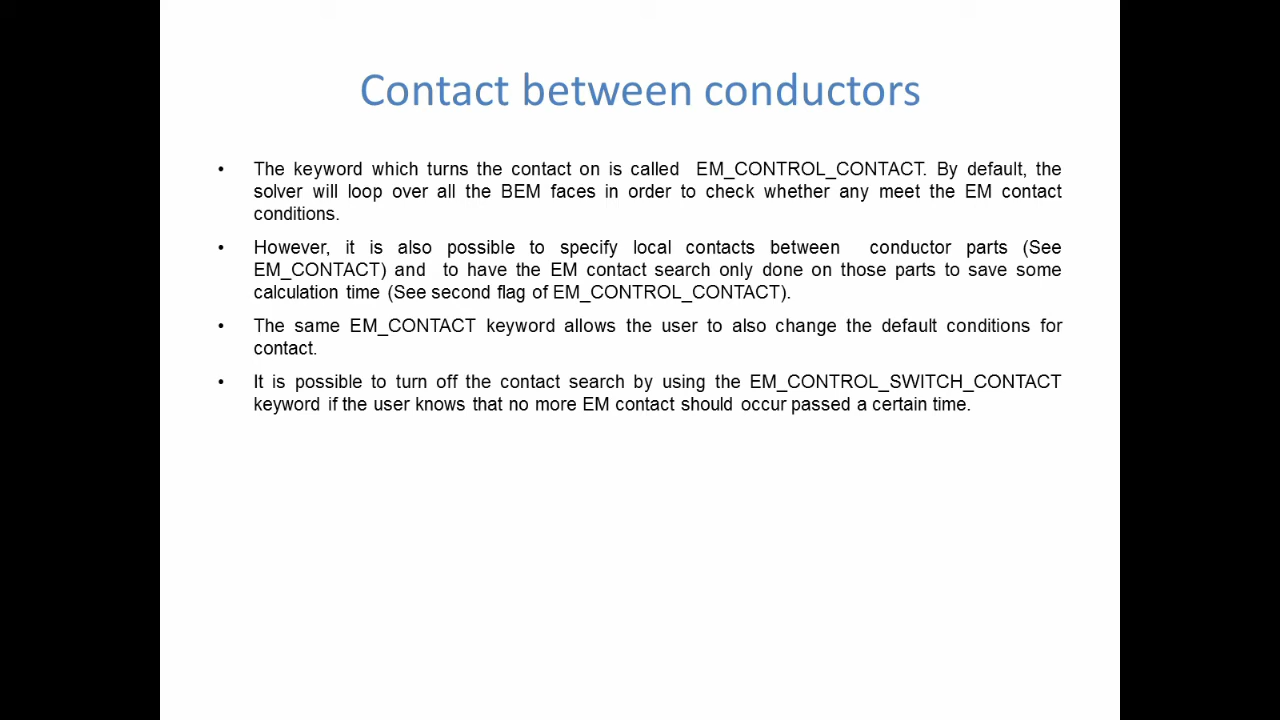 Contact between conductors
• The keyword which turns the contact on is called EM_CONTROL_CONTACT. By default, the
solver will loop over all the BEM faces in order to check whether any meet the EM contact
conditions.
• However, it is also possible to specify local contacts between conductor parts (See
EM_CONTACT) and to have the EM contact search only done on those parts to save some
calculation time (See second flag of EM_CONTROL_CONTACT).
• The same EM_CONTACT keyword allows the user to also change the default conditions for
contact.
• It is possible to turn off the contact search by using the EM_CONTROL_SWITCH_CONTACT
keyword if the user knows that no more EM contact should occur passed a certain time.